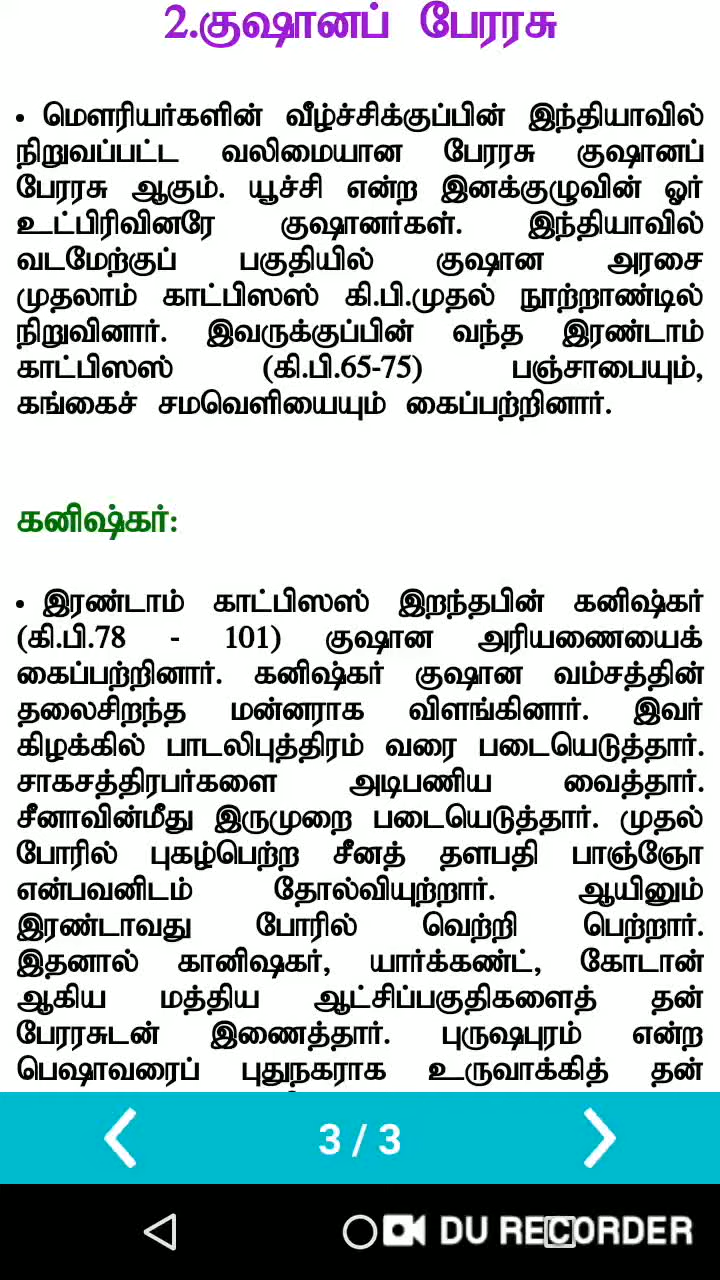 2.குஷானப் பேரரசு
• மௌரியர்களின் வீழ்ச்சிக்குப்பின் இந்தியாவில்
நிறுவப்பட்ட வலிமையான பேரரசு குஷானப்
பேரரசு ஆகும். யூச்சி என்ற இனக்குழுவின் ஓர்
உட்பிரிவினரே குஷானர்கள். இந்தியாவில்
வடமேற்குப் பகுதியில் குஷான அரசை
முதலாம் காட்பிஸஸ் கி.பி.முதல் நூற்றாண்டில்
நிறுவினார். இவருக்குப்பின் வந்த இரண்டாம்
காட்பிஸஸ் (கி.பி.65-75) பஞ்சாபையும்,
கங்கைச் சமவெளியையும் கைப்பற்றினார்.
கனிஷ்கர்:
• இரண்டாம் காட்பிஸஸ் இறந்தபின் கனிஷ்கர்
(கி.பி.78 - 101) குஷான அரியணையைக்
கைப்பற்றினார். கனிஷ்கர் குஷான வம்சத்தின்
தலைசிறந்த மன்னராக விளங்கினார். இவர்
கிழக்கில் பாடலிபுத்திரம் வரை படையெடுத்தார்.
சாகசத்திரபர்களை அடிபணிய வைத்தார்.
சீனாவின்மீது இருமுறை படையெடுத்தார். முதல்
போரில் புகழ்பெற்ற சீனத் தளபதி பாஞ்ஞோ
என்பவனிடம் தோல்வியுற்றார். ஆயினும்
இரண்டாவது போரில் வெற்றி பெற்றார்.
இதனால் கானிஷகர், யார்க்கண்ட், கோடான்
ஆகிய மத்திய ஆட்சிப்பகுதிகளைத் தன்
பேரரசுடன் இணைத்தார். புருஷபுரம் என்ற
பெஷாவரைப் புதுநகராக உருவாக்கித் தன்
3 / 3
DU RECORDER